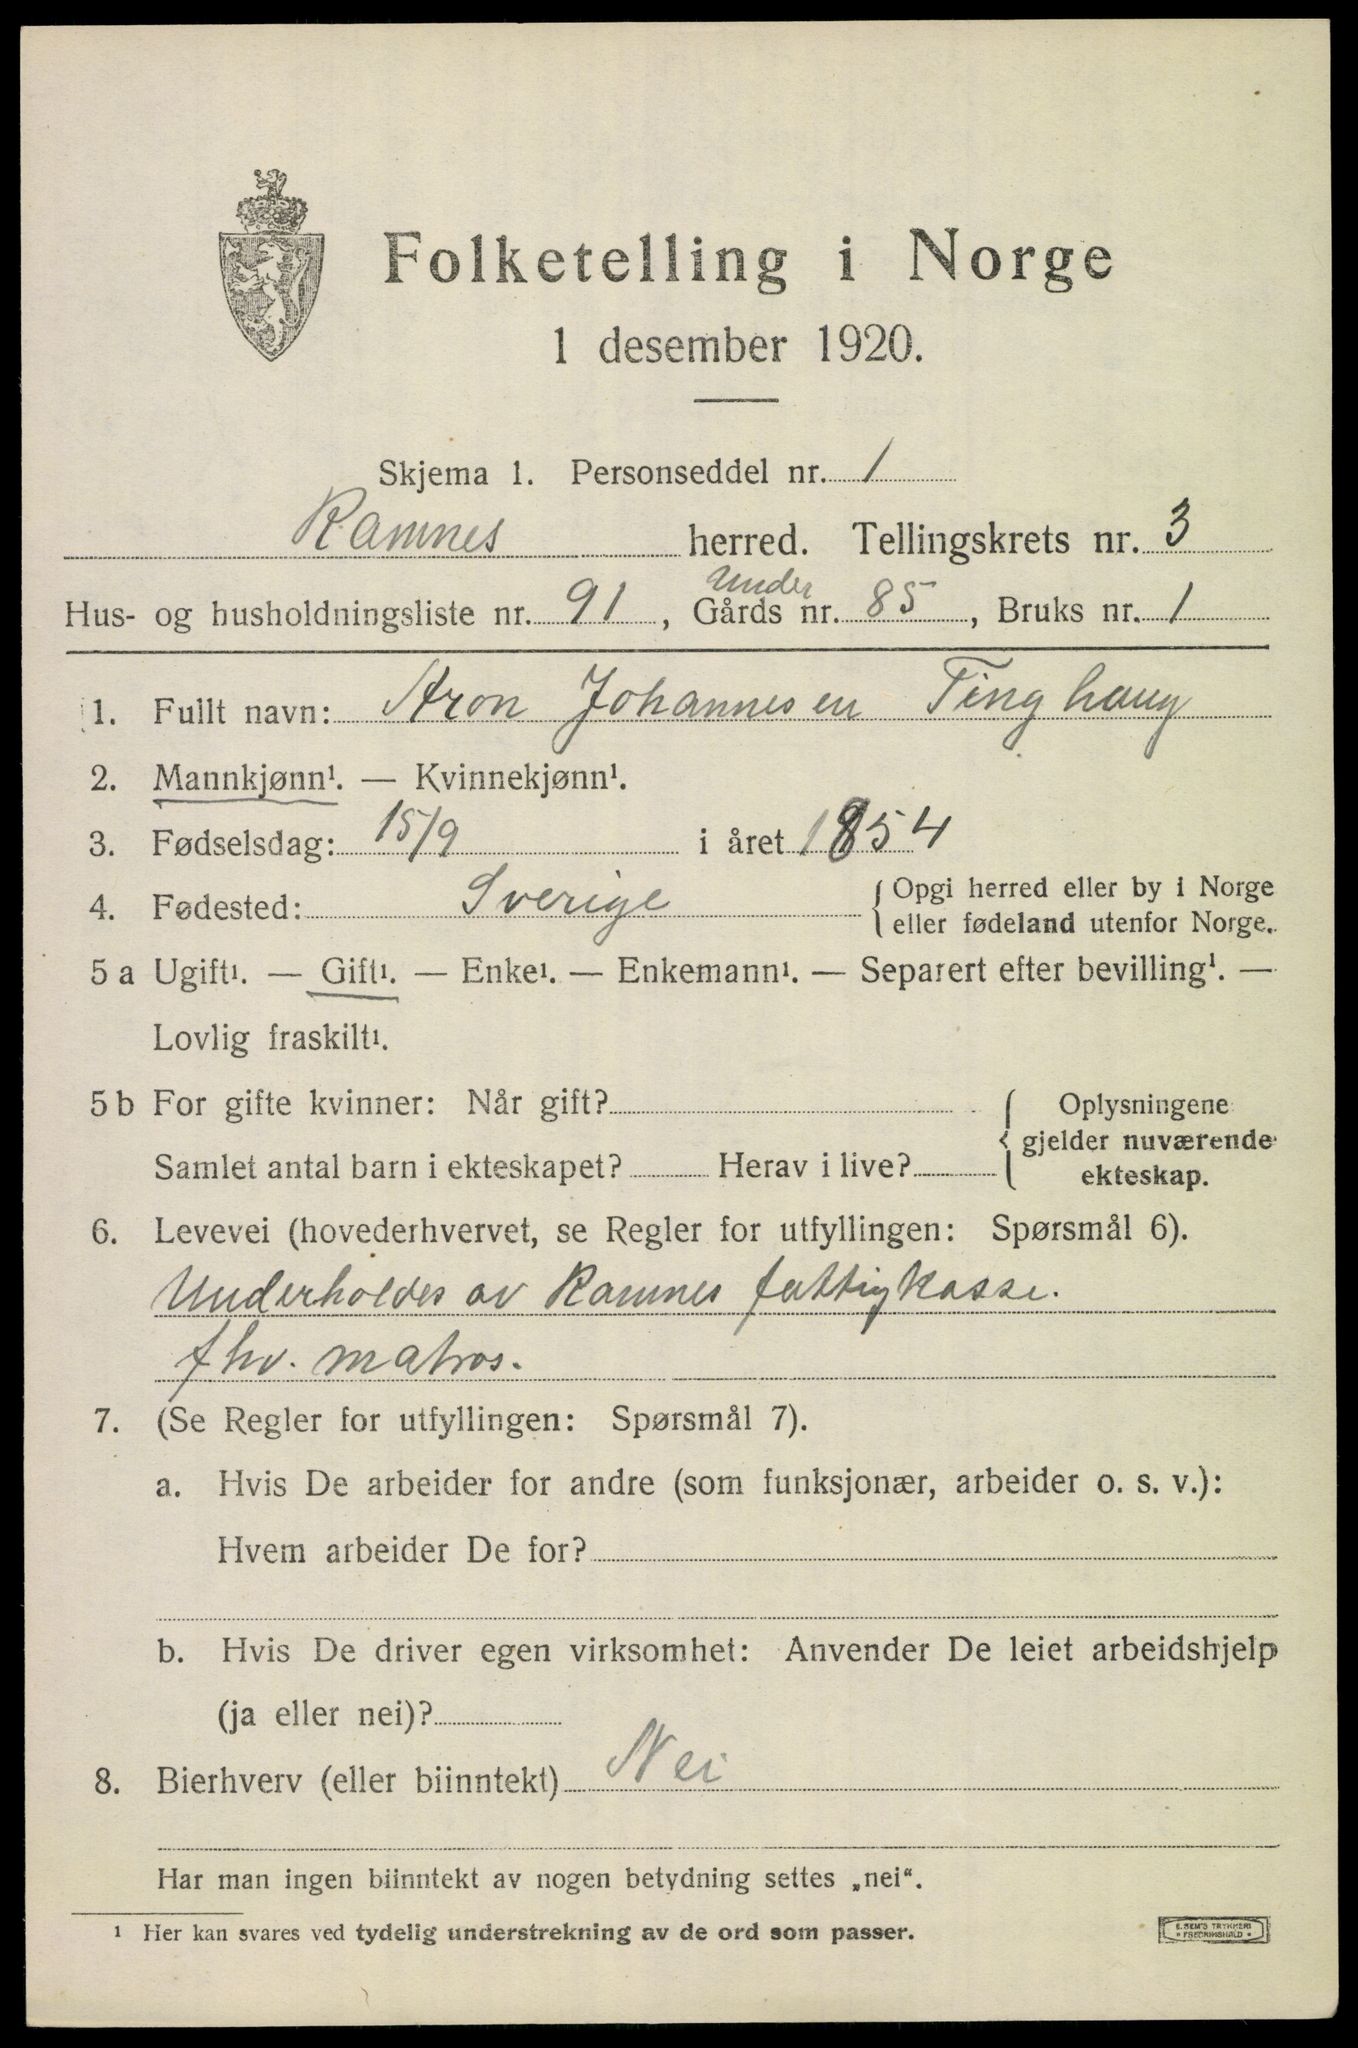 Folketelling i Norge
1 desember 1920.
Skjema 1. Personseddel nr. 1
Ramnes herred. Tellingskrets nr. 3
Under
Hus- og husholdningsliste nr. 91, Gårds nr. 85, Bruks nr. 1
1. Fullt navn: Aron Johannesen Tinghaug
2. Mannkjønn¹. — Kvinnekjønn¹.
3. Fødselsdag: 15/9 i året 1854
4. Fødested: Sverige { Opgi herred eller by i Norge
eller fødeland utenfor Norge.
5 a Ugift¹. — Gift¹. — Enke¹. — Enkemann¹. — Separert efter bevilling¹. —
Lovlig fraskilt¹.
5 b For gifte kvinner: Når gift? { Oplysningene
gjelder nuværende
Samlet antal barn i ekteskapet? Herav i live? ekteskap.
6. Levevei (hovederhvervet, se Regler for utfyllingen: Spørsmål 6).
Underholdes av Ramnes fattigkasse.
fhv. matros.
7. (Se Regler for utfyllingen: Spørsmål 7).
a. Hvis De arbeider for andre (som funksjonær, arbeider o. s. v.):
Hvem arbeider De for?
b. Hvis De driver egen virksomhet: Anvender De leiet arbeidshjelp
(ja eller nei)?
8. Bierhverv (eller biinntekt) Nei
Har man ingen biinntekt av nogen betydning settes „nei“.
¹ Her kan svares ved tydelig understrekning av de ord som passer.
E. SEM'S TRYKKERI
* FREDRIKSHALD *